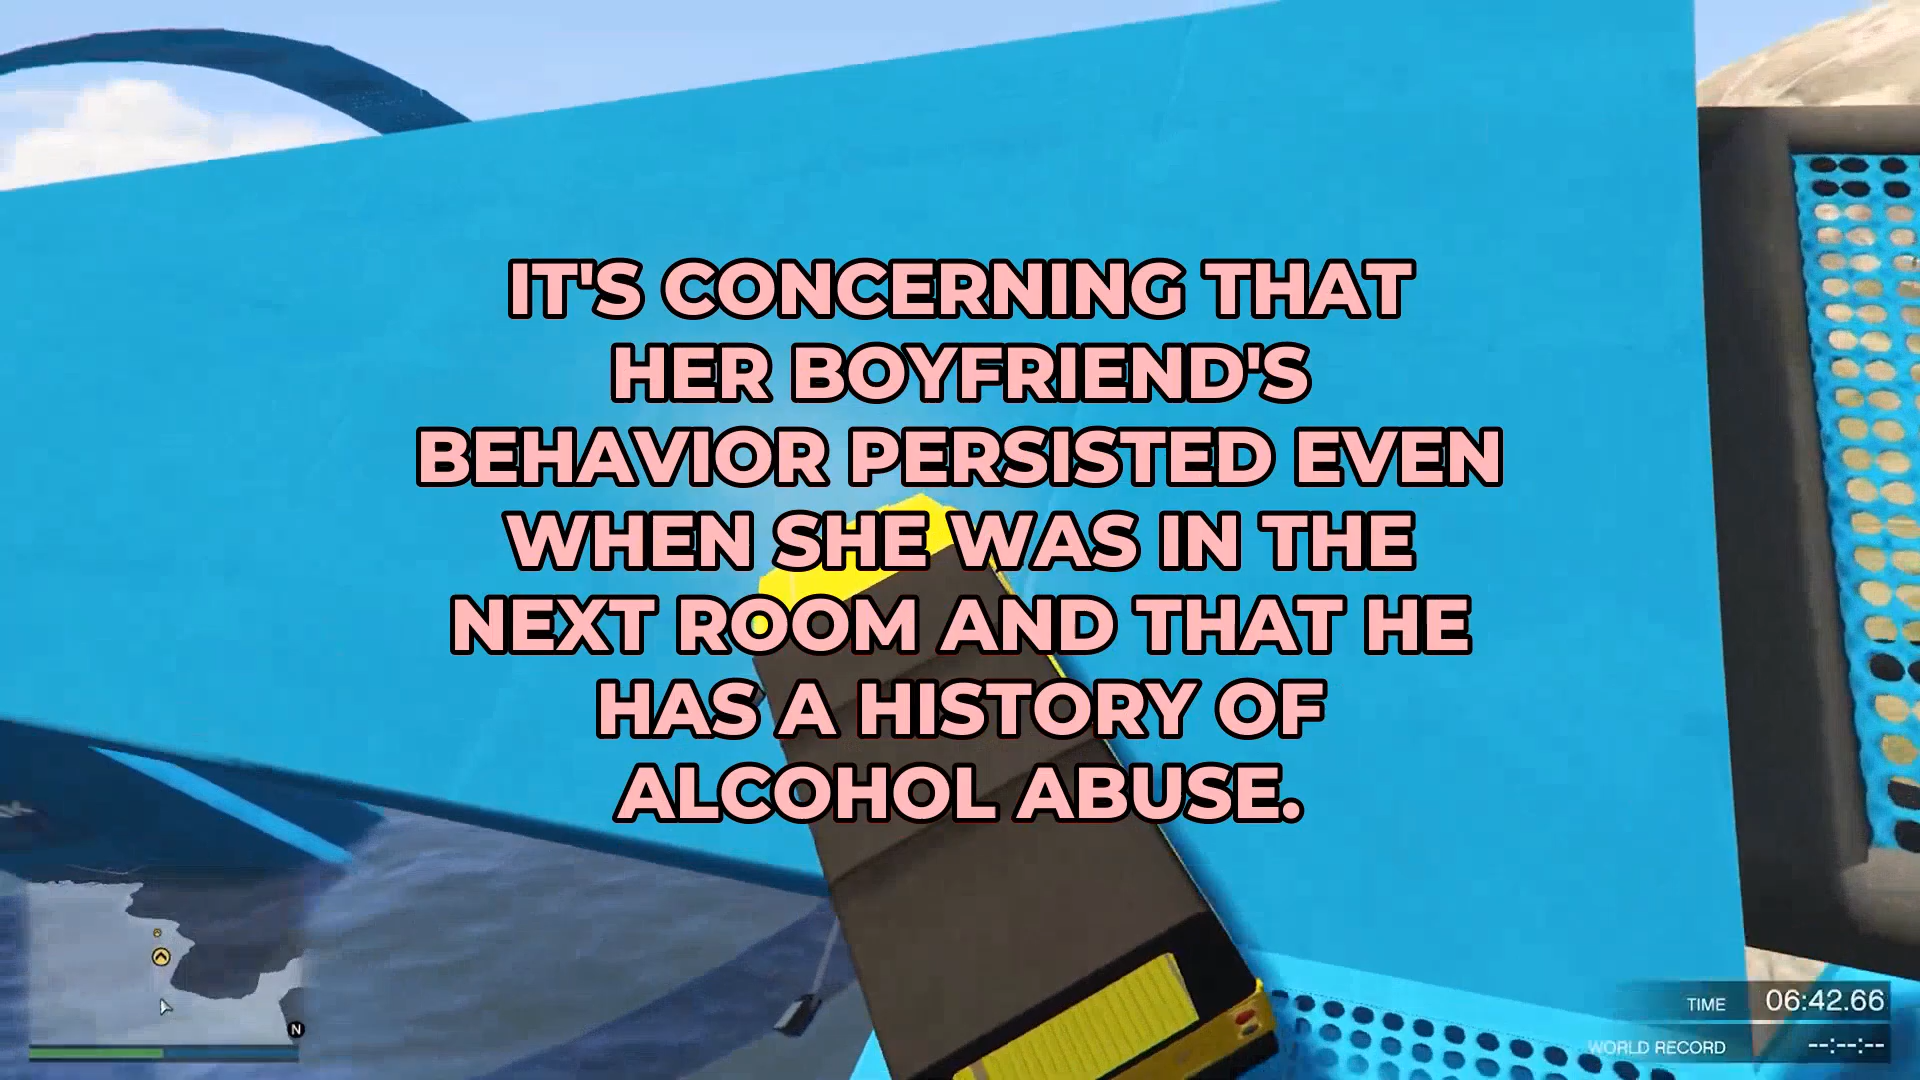 IT'S CONCERNING THAT
HER BOYFRIEND'S
BEHAVIOR PERSISTED EVEN
WHEN SHE WAS IN THE
NEXT ROOM AND THAT HE
HAS A HISTORY OF
ALCOHOL ABUSE.
N
TIME 06:42.66
WORLD RECORD --:--:--